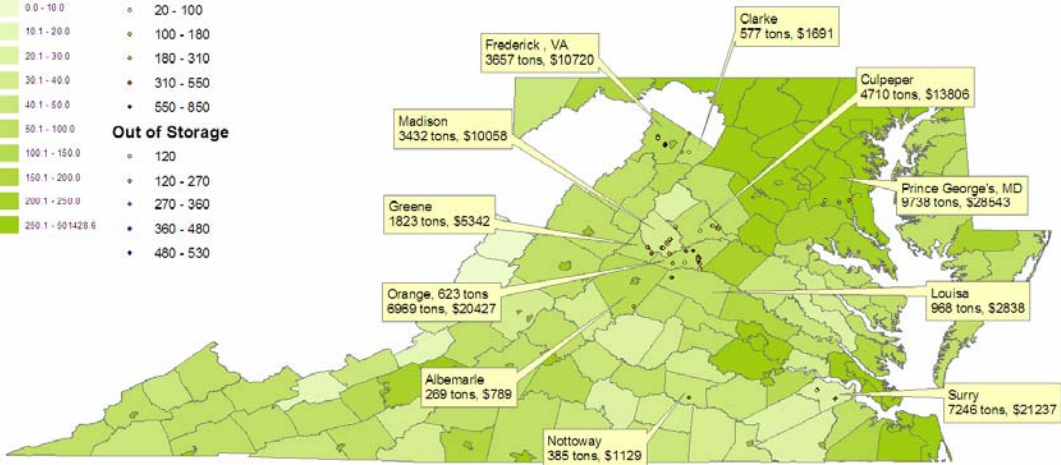 0.0 - 10.0
10.1 - 20.0
20.1 - 30.0
30.1 - 40.0
40.1 - 50.0
50.1 - 100.0
100.1 - 150.0
150.1 - 200.0
200.1 - 250.0
250.1 - 501428.6
20 - 100
100 - 180
180 - 310
310 - 550
550 - 850
Out of Storage
120
120 - 270
270 - 360
360 - 480
480 - 530
Clarke
577 tons, $1691
Frederick , VA
3657 tons, $10720
Culpeper
4710 tons, $13806
Madison
3432 tons, $10058
Prince George's, MD
9738 tons, $28543
Greene
1823 tons, $5342
Orange, 623 tons
6969 tons, $20427
Louisa
968 tons, $2838
Albemarle
269 tons, $789
Surry
7246 tons, $21237
Nottoway
385 tons, $1129